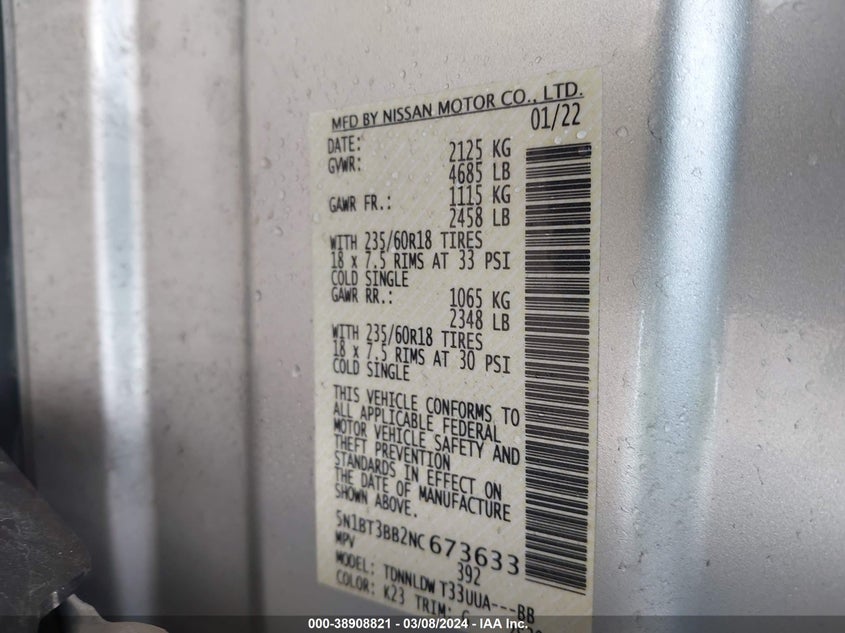 MFD BY NISSAN MOTOR CO., LTD.
DATE: 01/22
GVWR: 2125 KG
4685 LB
GAWR FR.: 1115 KG
2458 LB
WITH 235/60R18 TIRES
18 x 7.5 RIMS AT 33 PSI
COLD SINGLE
GAWR RR.: 1065 KG
2348 LB
WITH 235/60R18 TIRES
18 x 7.5 RIMS AT 30 PSI
COLD SINGLE
THIS VEHICLE CONFORMS TO
ALL APPLICABLE FEDERAL
MOTOR VEHICLE SAFETY AND
THEFT PREVENTION
STANDARDS IN EFFECT ON
THE DATE OF MANUFACTURE
SHOWN ABOVE.
5N1BT3BB2NC673633
MPV 392
MODEL: TDNNLDW T33UUA---BB
COLOR: K23 TRIM:
000-38908821 - 03/08/2024 - IAA Inc.